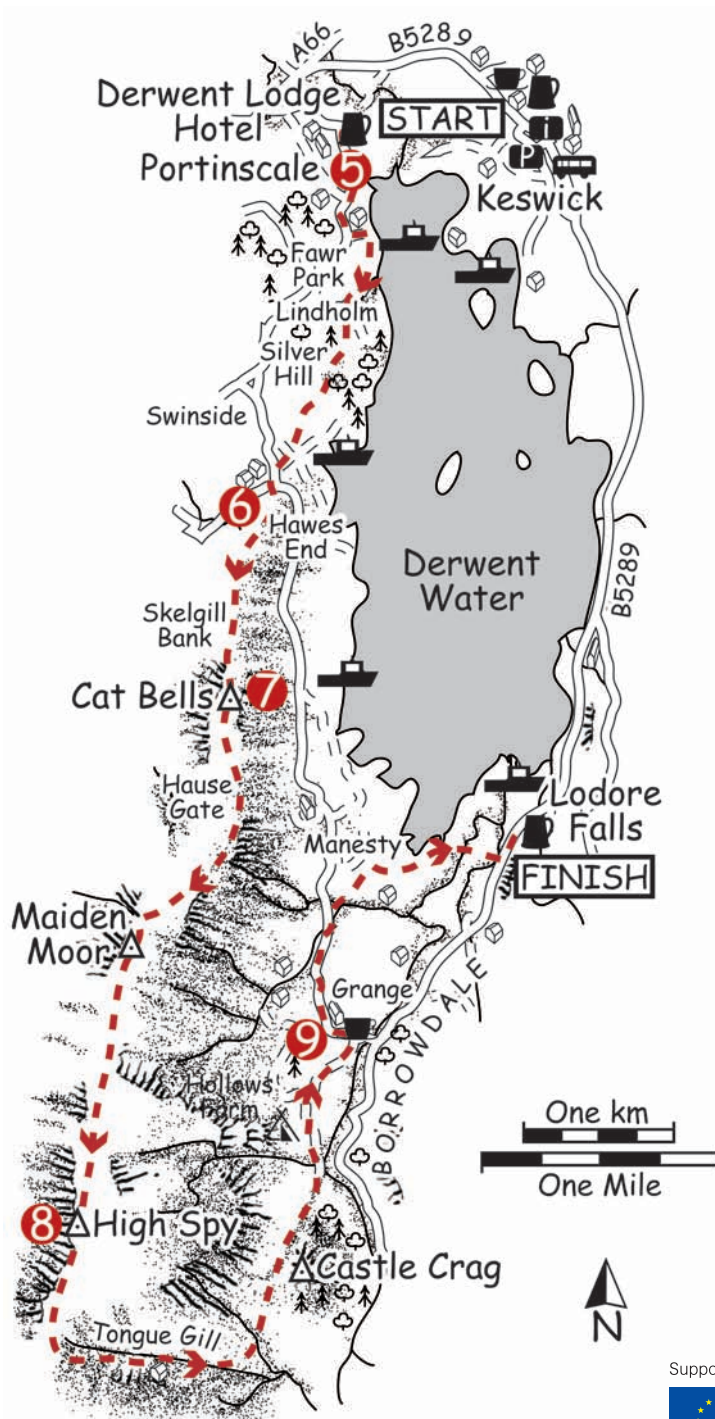 A66
B5289
Derwent Lodge
Hotel
START
i
P
Portinscale
5
Keswick
Fawr
Park
Lindholm
Silver
Hill
Swinside
6
Hawes
End
Derwent
Water
B5289
Skelgill
Bank
Cat Bells
7
Hause
Gate
Lodore
Falls
Manesty
FINISH
Maiden
Moor
Grange
9
BORROWDALE
Hollows
Farm
One km
One Mile
8
High Spy
Castle Crag
N
Tongue Gill
Suppo